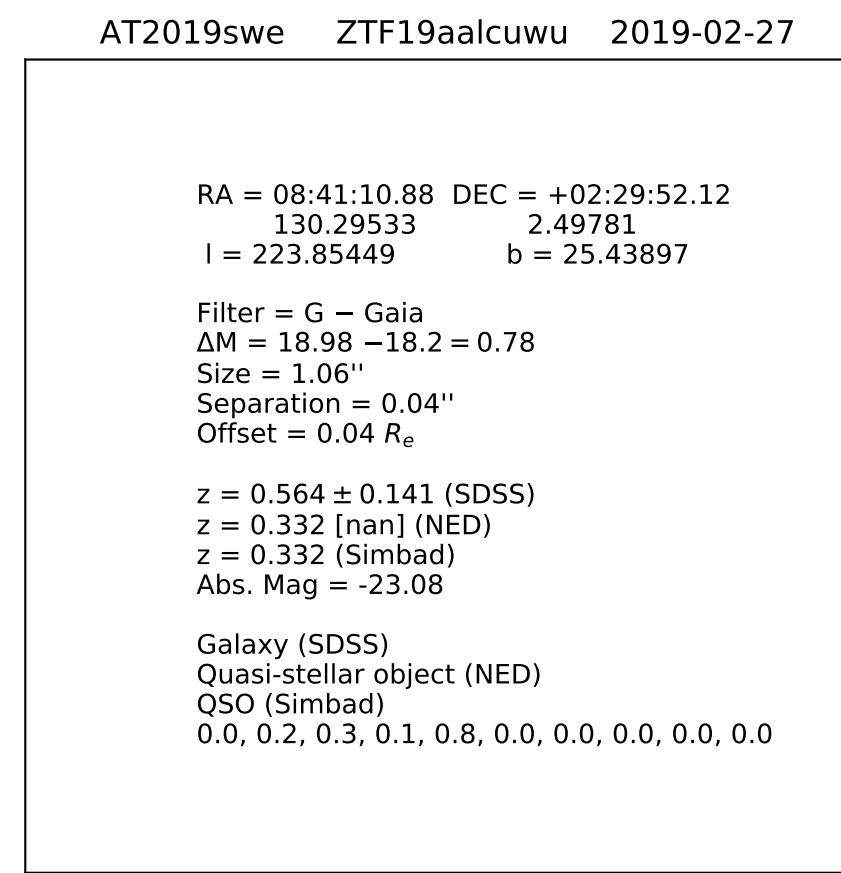 AT2019swe ZTF19aalcuwu 2019-02-27
RA = 08:41:10.88 DEC = +02:29:52.12
130.29533 2.49781
l = 223.85449 b = 25.43897
Filter = G − Gaia
ΔM = 18.98 −18.2 = 0.78
Size = 1.06''
Separation = 0.04''
Offset = 0.04 Re
z = 0.564 ± 0.141 (SDSS)
z = 0.332 [nan] (NED)
z = 0.332 (Simbad)
Abs. Mag = -23.08
Galaxy (SDSS)
Quasi-stellar object (NED)
QSO (Simbad)
0.0, 0.2, 0.3, 0.1, 0.8, 0.0, 0.0, 0.0, 0.0, 0.0